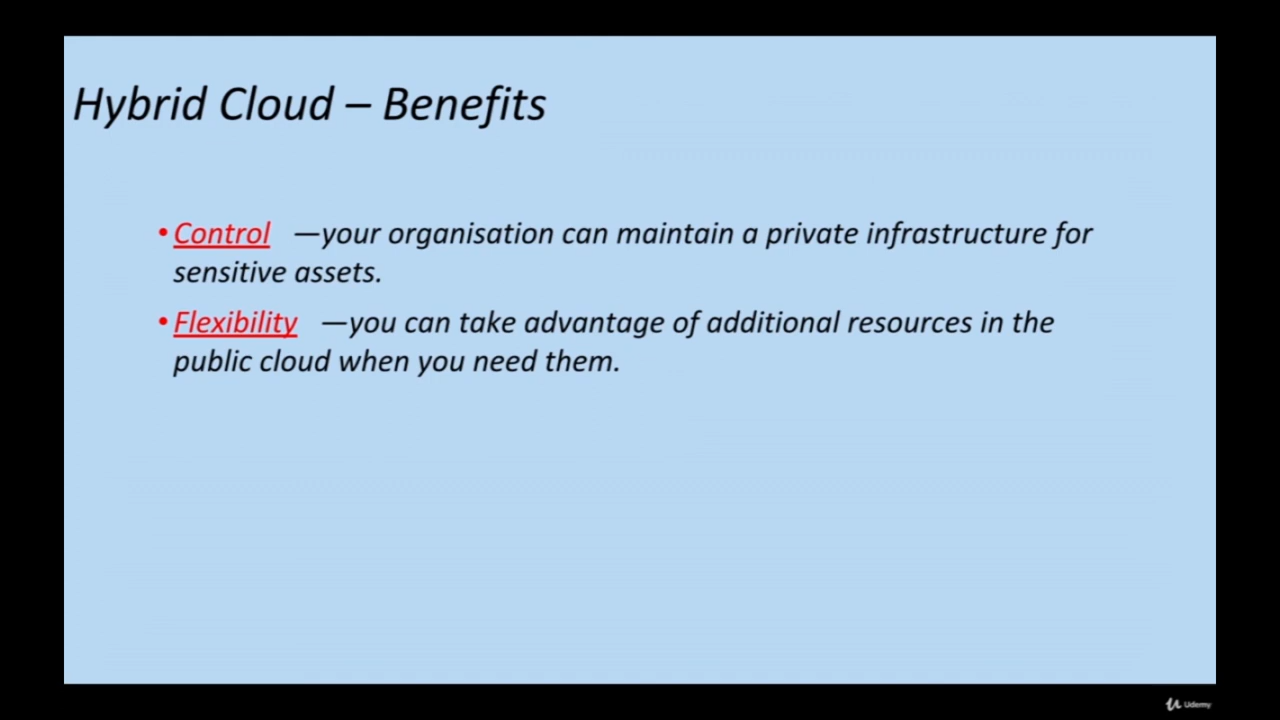 Hybrid Cloud – Benefits
• Control —your organisation can maintain a private infrastructure for
sensitive assets.
• Flexibility —you can take advantage of additional resources in the
public cloud when you need them.
Udemy